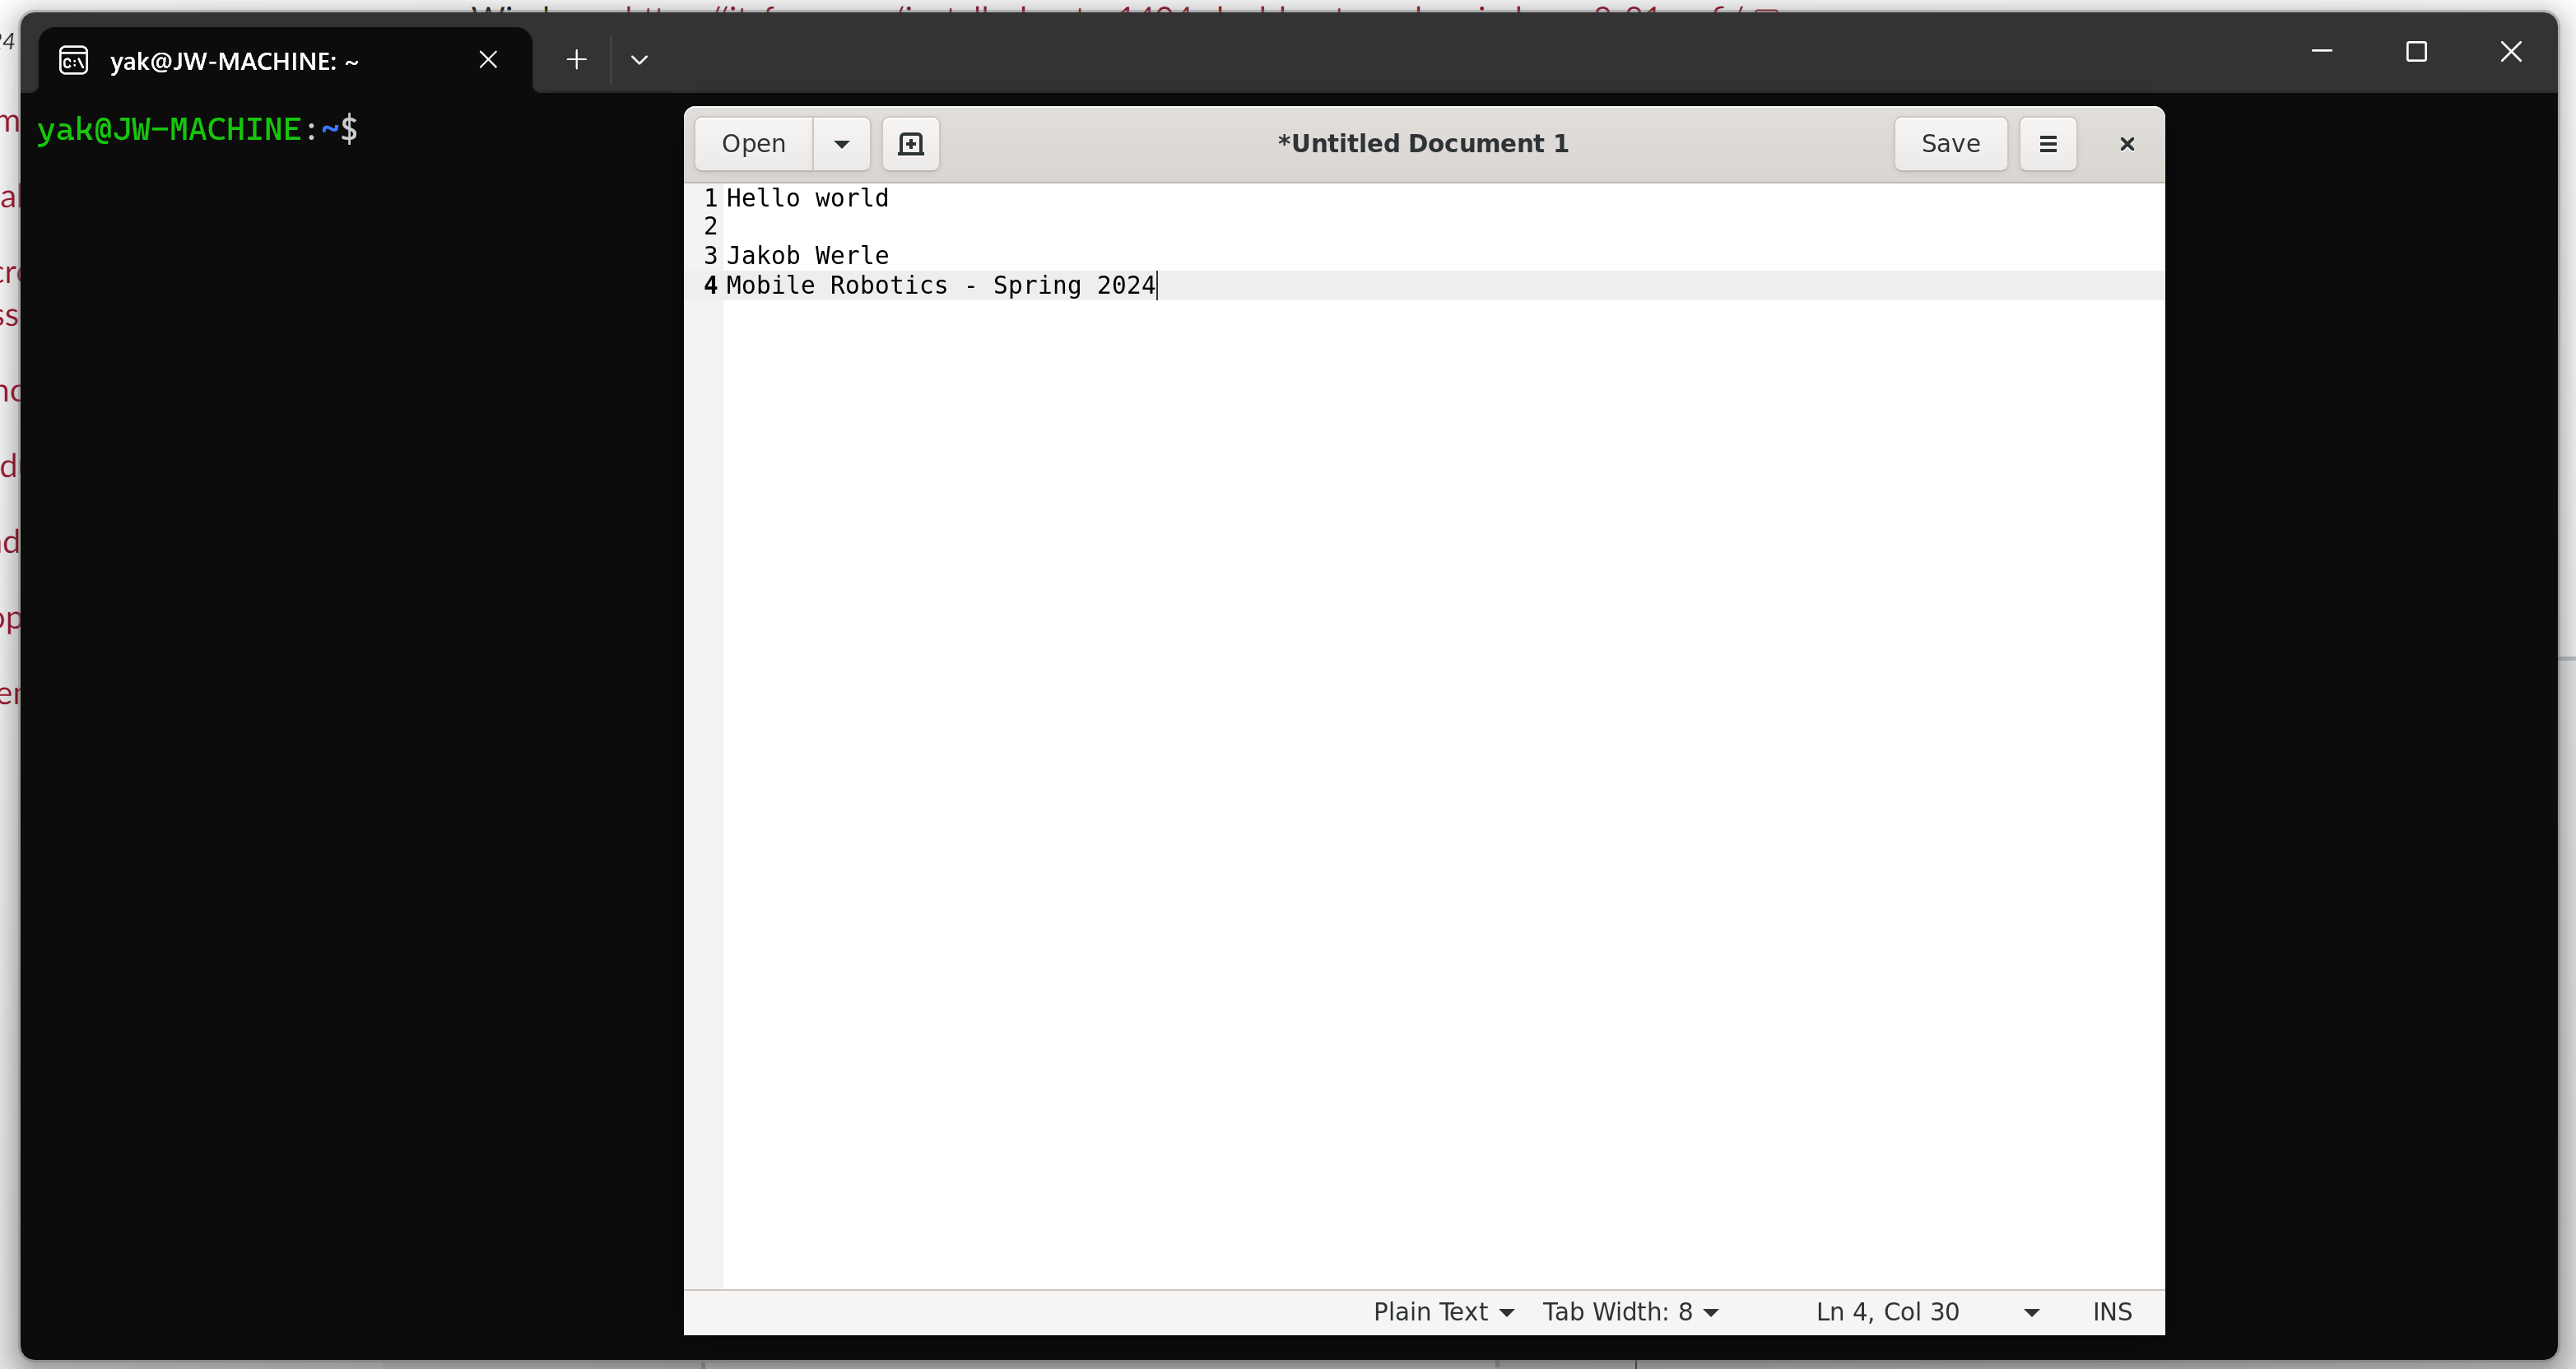 yak@JW-MACHINE: ~
yak@JW-MACHINE:~$
Open
*Untitled Document 1
Save
1 Hello world
2
3 Jakob Werle
4 Mobile Robotics - Spring 2024
Plain Text
Tab Width: 8
Ln 4, Col 30
INS